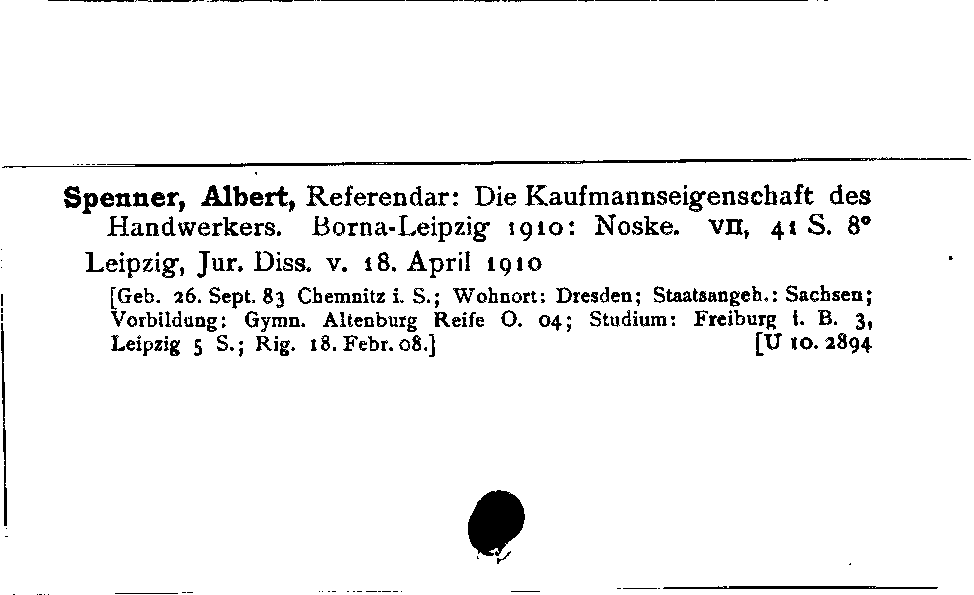 Spenner, Albert, Referendar: Die Kaufmannseigenschaft des
Handwerkers. Borna-Leipzig 1910: Noske. VII, 41 S. 8°
Leipzig, Jur. Diss. v. 18. April 1910
[Geb. 26. Sept. 83 Chemnitz i. S.; Wohnort: Dresden; Staatsangeh.: Sachsen;
Vorbildung: Gymn. Altenburg Reife O. 04; Studium: Freiburg i. B. 3,
Leipzig 5 S.; Rig. 18. Febr. 08.] [U 10. 2894